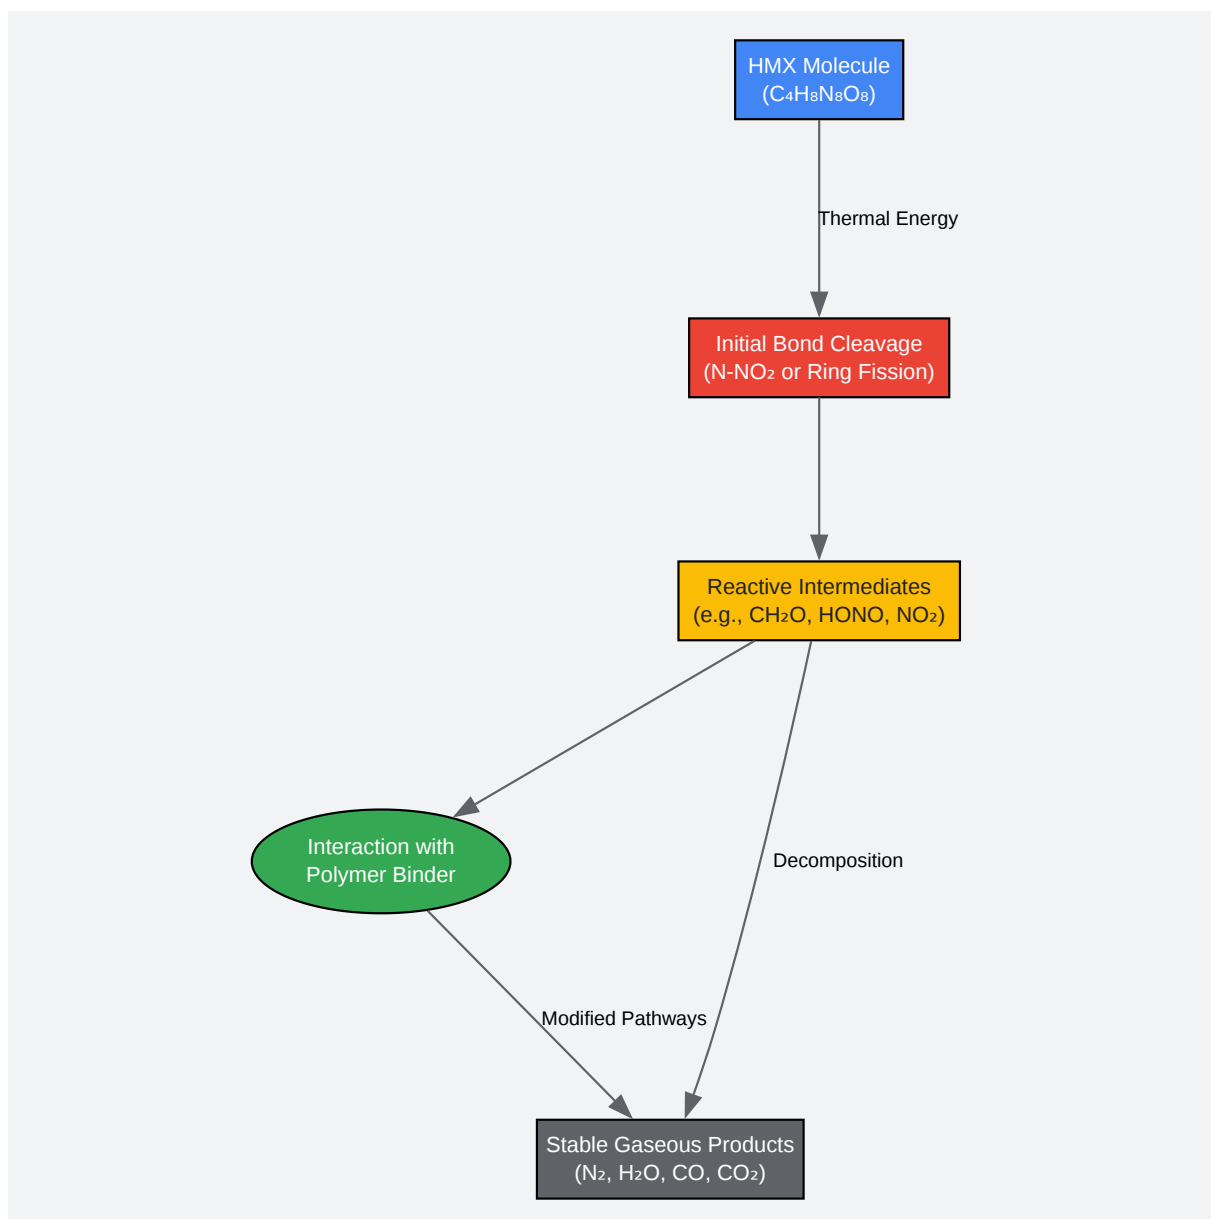 HMX Molecule
(C₄H₈N₈O₈)
Thermal Energy
Initial Bond Cleavage
(N-NO₂ or Ring Fission)
Reactive Intermediates
(e.g., CH₂O, HONO, NO₂)
Interaction with
Polymer Binder
Decomposition
Modified Pathways
Stable Gaseous Products
(N₂, H₂O, CO, CO₂)